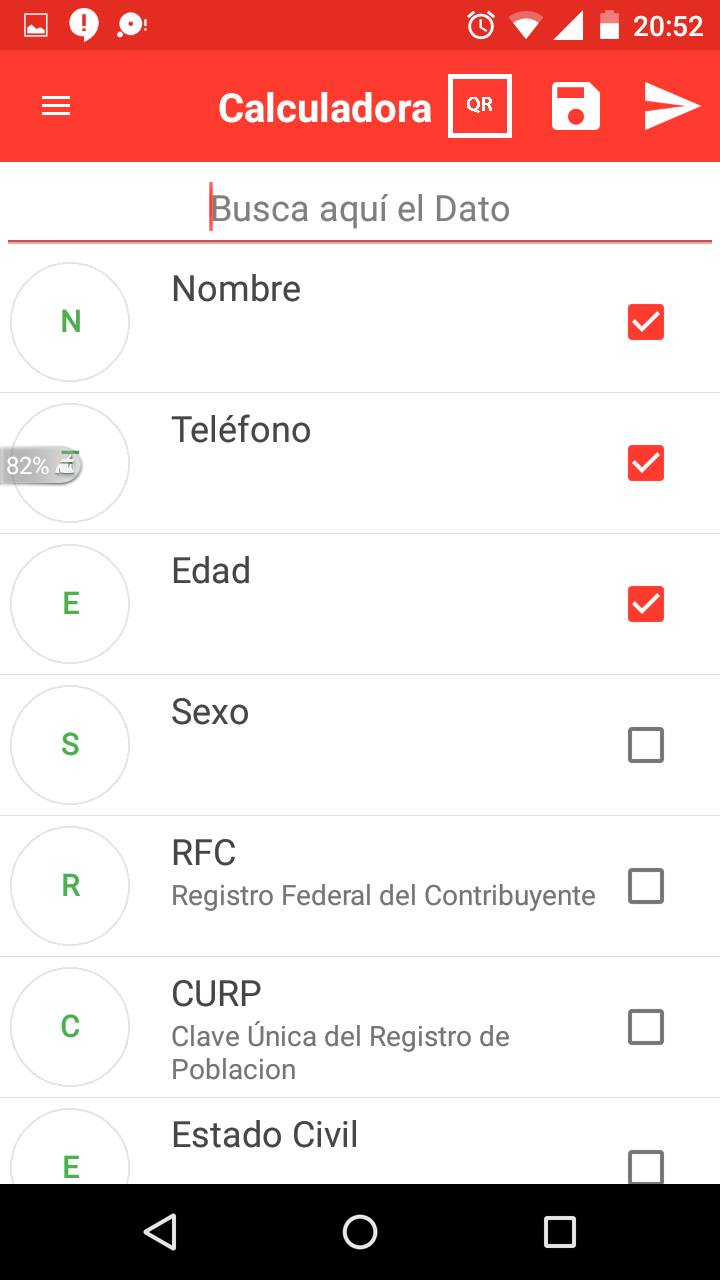 20:52
Calculadora
QR
Busca aquí el Dato
N
Nombre
Teléfono
82%
E
Edad
S
Sexo
R
RFC
Registro Federal del Contribuyente
C
CURP
Clave Única del Registro de
Poblacion
E
Estado Civil